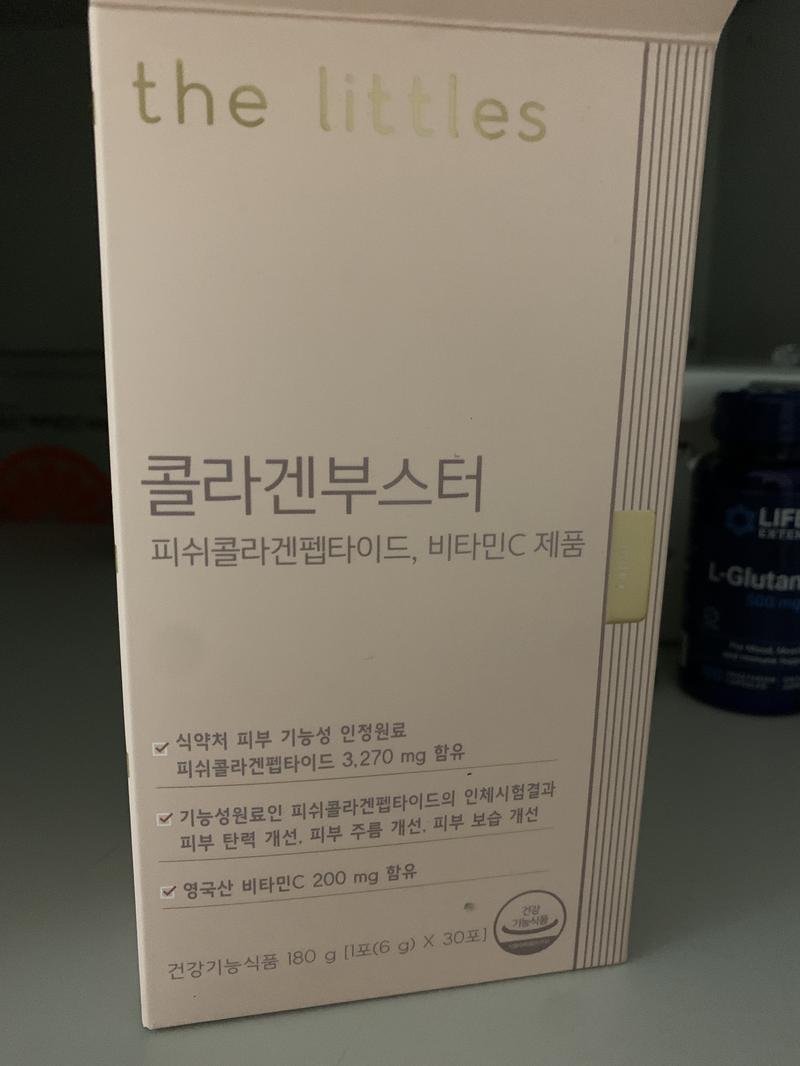 the littles
콜라겐부스터
피쉬콜라겐펩타이드, 비타민C 제품
식약처 피부 기능성 인정원료
피쉬콜라겐펩타이드 3,270 mg 함유
기능성원료인 피쉬콜라겐펩타이드의 인체시험결과
피부 탄력 개선, 피부 주름 개선, 피부 보습 개선
영국산 비타민C 200 mg 함유
건강기능식품 180 g [1포(6 g) X 30포]
건강
기능식품
LIFE
EXTEN
L-Glutam
500 mg